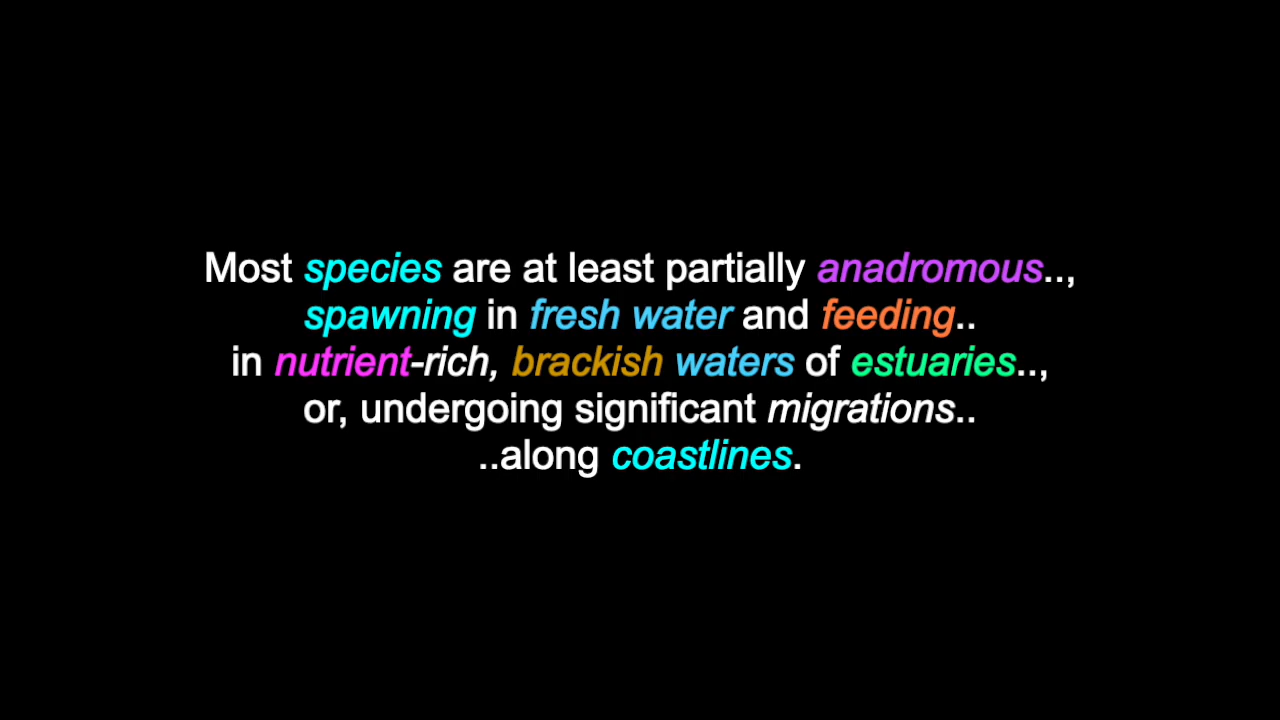 Most species are at least partially anadromous..,
spawning in fresh water and feeding..
in nutrient-rich, brackish waters of estuaries..,
or, undergoing significant migrations..
..along coastlines.